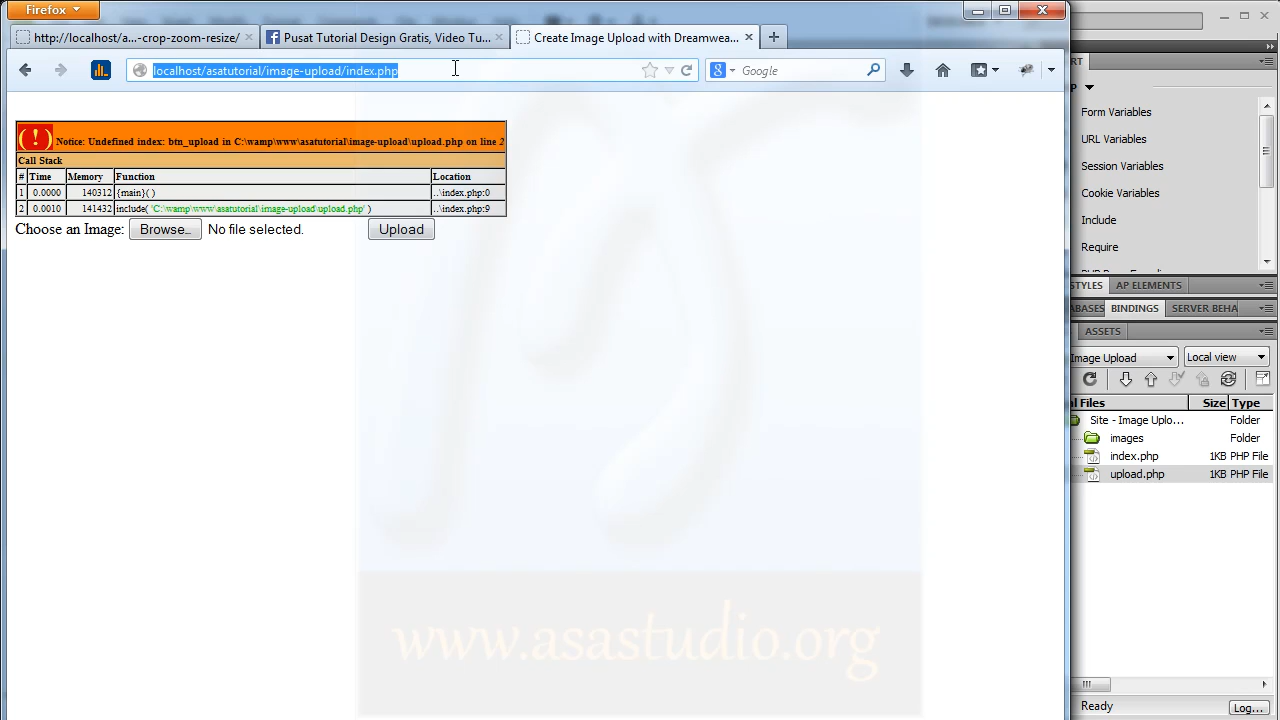 Firefox
http://localhost/a...-crop-zoom-resize/
Pusat Tutorial Design Gratis, Video Tu...
Create Image Upload with Dreamwea...
localhost/asatutorial/image-upload/index.php
Google
( ! ) Notice: Undefined index: btn_upload in C:\wamp\www\asatutorial\image-upload\upload.php on line 2
Call Stack
# Time Memory Function Location
1 0.0000 140312 {main}( ) ..\index.php:0
2 0.0010 141432 include( 'C:\wamp\www\asatutorial\image-upload\upload.php' ) ..\index.php:9
Choose an Image: Browse... No file selected. Upload
www.asastudio.org
RT
P
Form Variables
URL Variables
Session Variables
Cookie Variables
Include
Require
STYLES AP ELEMENTS
ABASES BINDINGS SERVER BEHA
ASSETS
Image Upload Local view
al Files Size Type
Site - Image Uplo... Folder
images Folder
index.php 1KB PHP File
upload.php 1KB PHP File
Ready Log...